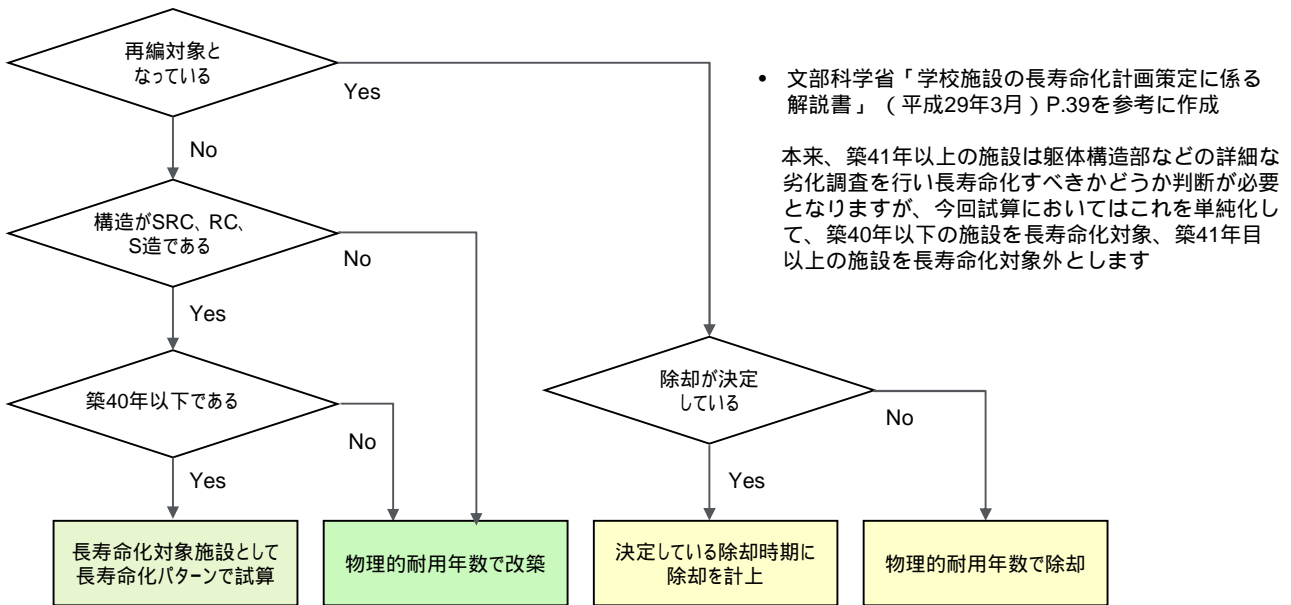 再編対象と
なっている
Yes
No
• 文部科学省「学校施設の長寿命化計画策定に係る
解説書」（平成29年3月）P.39を参考に作成
本来、築41年以上の施設は躯体構造部などの詳細な
劣化調査を行い長寿命化すべきかどうか判断が必要
となりますが、今回試算においてはこれを単純化し
て、築40年以下の施設を長寿命化対象、築41年目
以上の施設を長寿命化対象外とします
構造がSRC、RC、
S造である
No
Yes
築40年以下である
No
Yes
除却が決定
している
No
Yes
長寿命化対象施設として
長寿命化パターンで試算
物理的耐用年数で改築
決定している除却時期に
除却を計上
物理的耐用年数で除却